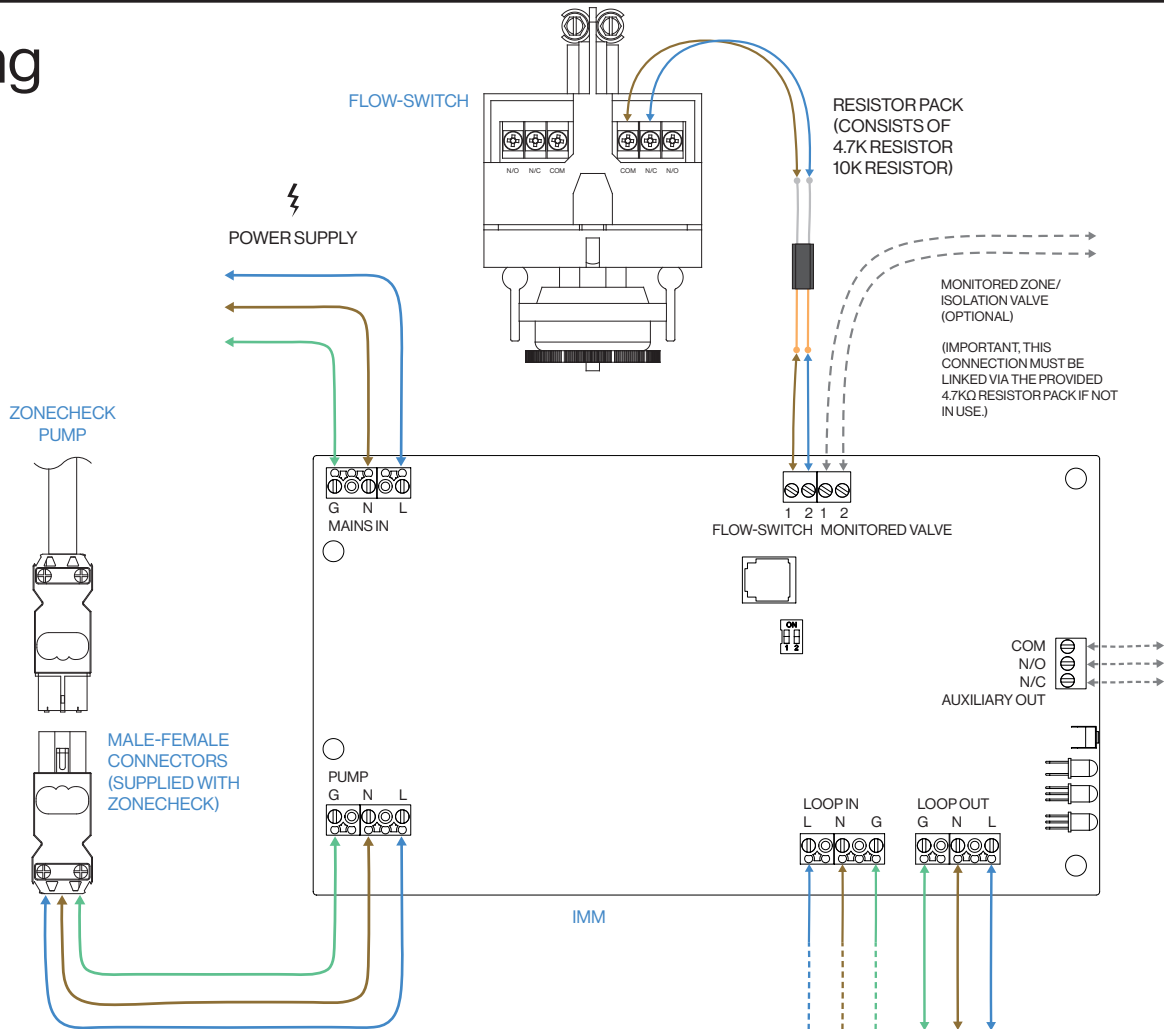 ng
FLOW-SWITCH
N/O N/C COM
COM N/C N/O
RESISTOR PACK
(CONSISTS OF
4.7K RESISTOR
10K RESISTOR)
POWER SUPPLY
MONITORED ZONE/
ISOLATION VALVE
(OPTIONAL)
(IMPORTANT, THIS
CONNECTION MUST BE
LINKED VIA THE PROVIDED
4.7KΩ RESISTOR PACK IF NOT
IN USE.)
ZONECHECK
PUMP
G N L
MAINS IN
1 2 1 2
FLOW-SWITCH MONITORED VALVE
ON
1 2
COM
N/O
N/C
AUXILIARY OUT
MALE-FEMALE
CONNECTORS
(SUPPLIED WITH
ZONECHECK)
PUMP
G N L
LOOP IN
L N G
LOOP OUT
G N L
IMM